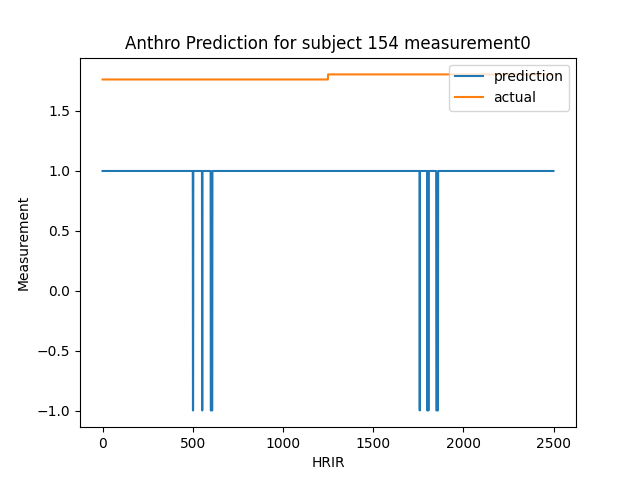 Anthro Prediction for subject 154 measurement0
prediction
actual
1.5
1.0
0.5
0.0
−0.5
−1.0
Measurement
0 500 1000 1500 2000 2500
HRIR